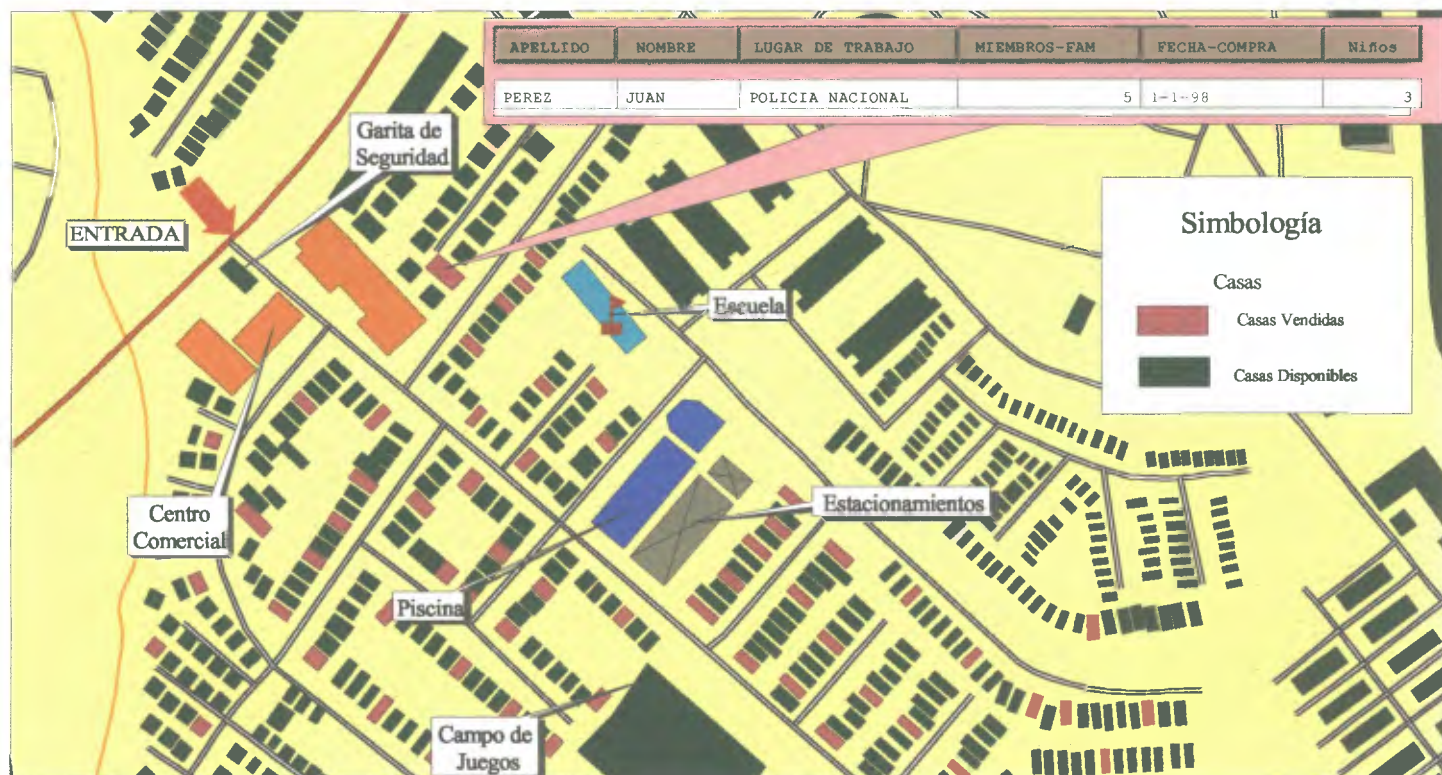 APELLIDO NOMBRE LUGAR DE TRABAJO MIEMBROS-FAM FECHA-COMPRA Niños
PEREZ JUAN POLICIA NACIONAL 5 1-1-98 3
Garita de
Seguridad
ENTRADA
Escuela
Simbología
Casas
Casas Vendidas
Casas Disponibles
Centro
Comercial
Estacionamientos
Piscina
Campo de
Juegos